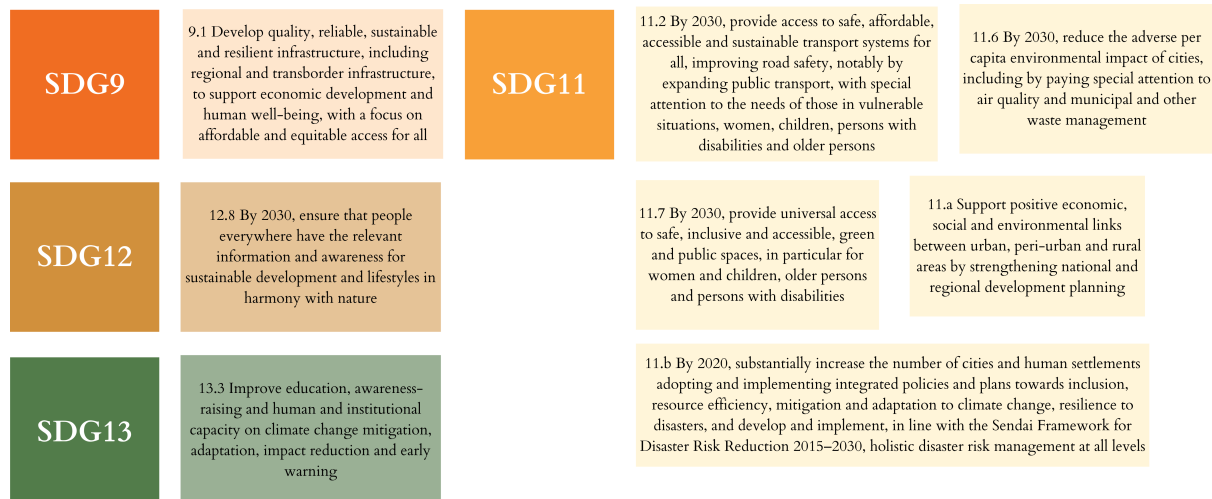 SDG9
9.1 Develop quality, reliable, sustainable
and resilient infrastructure, including
regional and transborder infrastructure,
to support economic development and
human well-being, with a focus on
affordable and equitable access for all
SDG11
11.2 By 2030, provide access to safe, affordable,
accessible and sustainable transport systems for
all, improving road safety, notably by
expanding public transport, with special
attention to the needs of those in vulnerable
situations, women, children, persons with
disabilities and older persons
11.6 By 2030, reduce the adverse per
capita environmental impact of cities,
including by paying special attention to
air quality and municipal and other
waste management
SDG12
12.8 By 2030, ensure that people
everywhere have the relevant
information and awareness for
sustainable development and lifestyles in
harmony with nature
11.7 By 2030, provide universal access
to safe, inclusive and accessible, green
and public spaces, in particular for
women and children, older persons
and persons with disabilities
11.a Support positive economic,
social and environmental links
between urban, peri-urban and rural
areas by strengthening national and
regional development planning
SDG13
13.3 Improve education, awareness-
raising and human and institutional
capacity on climate change mitigation,
adaptation, impact reduction and early
warning
11.b By 2020, substantially increase the number of cities and human settlements
adopting and implementing integrated policies and plans towards inclusion,
resource efficiency, mitigation and adaptation to climate change, resilience to
disasters, and develop and implement, in line with the Sendai Framework for
Disaster Risk Reduction 2015–2030, holistic disaster risk management at all levels